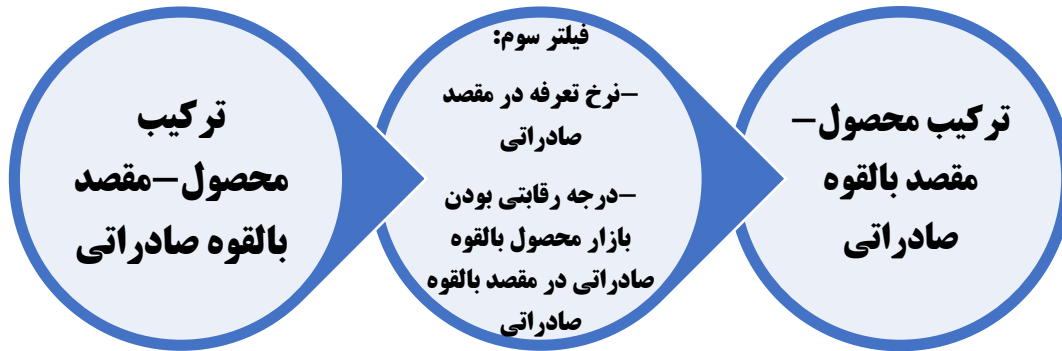 ترکیب
محصول–مقصد
بالقوه صادراتی
فیلتر سوم:
–نرخ تعرفه در مقصد
صادراتی
–درجه رقابتی بودن
بازار محصول بالقوه
صادراتی در مقصد بالقوه
صادراتی
ترکیب محصول–
مقصد بالقوه
صادراتی